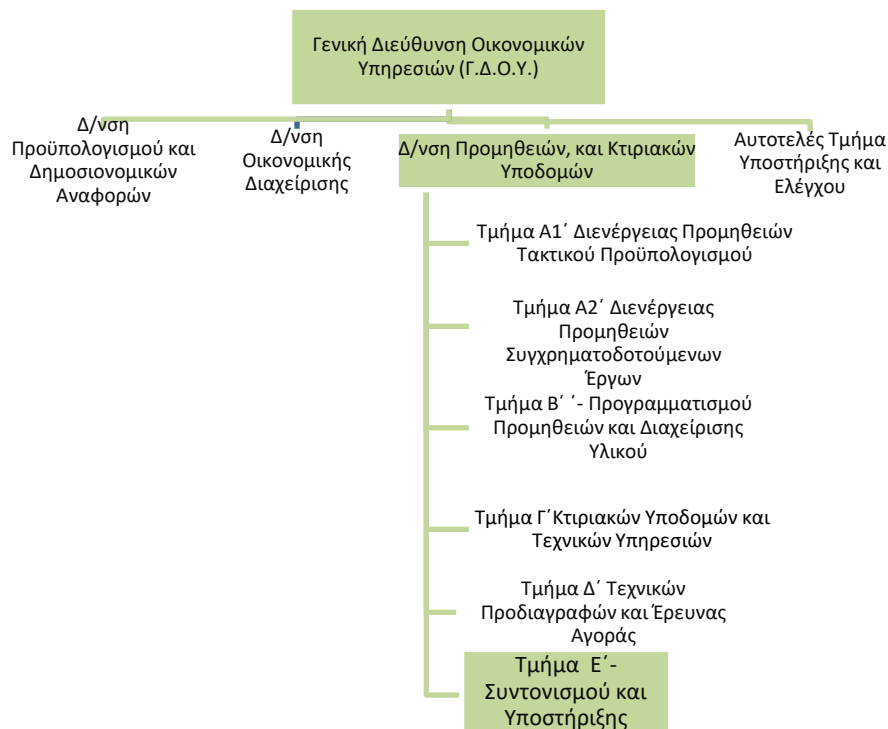 Γενική Διεύθυνση Οικονομικών
Υπηρεσιών (Γ.Δ.Ο.Υ.)
Δ/νση
Προϋπολογισμού και
Δημοσιονομικών
Αναφορών
Δ/νση
Οικονομικής
Διαχείρισης
Δ/νση Προμηθειών, και Κτιριακών
Υποδομών
Αυτοτελές Τμήμα
Υποστήριξης και
Ελέγχου
Τμήμα Α1΄ Διενέργειας Προμηθειών
Τακτικού Προϋπολογισμού
Τμήμα Α2΄ Διενέργειας
Προμηθειών
Συγχρηματοδοτούμενων
Έργων
Τμήμα Β΄ ΄- Προγραμματισμού
Προμηθειών και Διαχείρισης
Υλικού
Τμήμα Γ΄Κτιριακών Υποδομών και
Τεχνικών Υπηρεσιών
Τμήμα Δ΄ Τεχνικών
Προδιαγραφών και Έρευνας
Αγοράς
Τμήμα Ε΄-
Συντονισμού και
Υποστήριξης